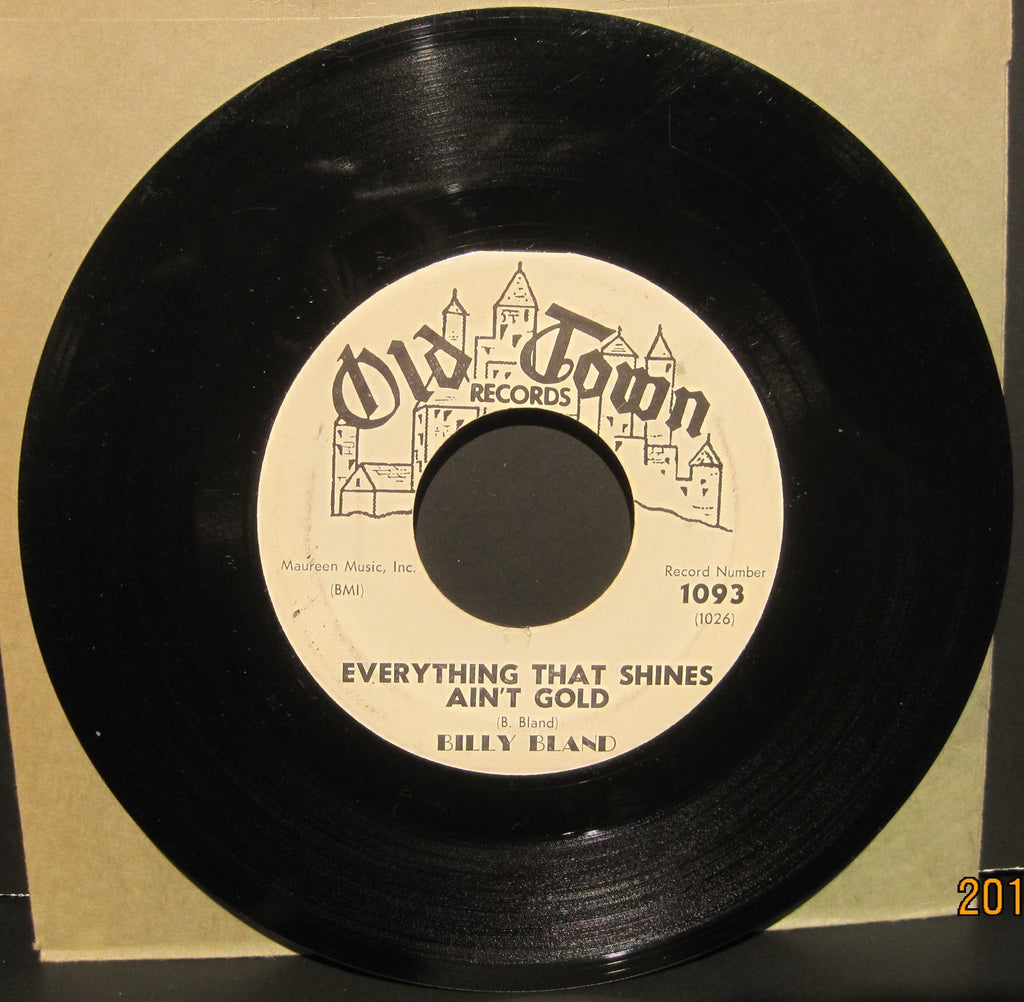 Old Town
RECORDS
Maureen Music, Inc.
(BMI)
Record Number
1093
(1026)
EVERYTHING THAT SHINES
AIN'T GOLD
(B. Bland)
BILLY BLAND
201